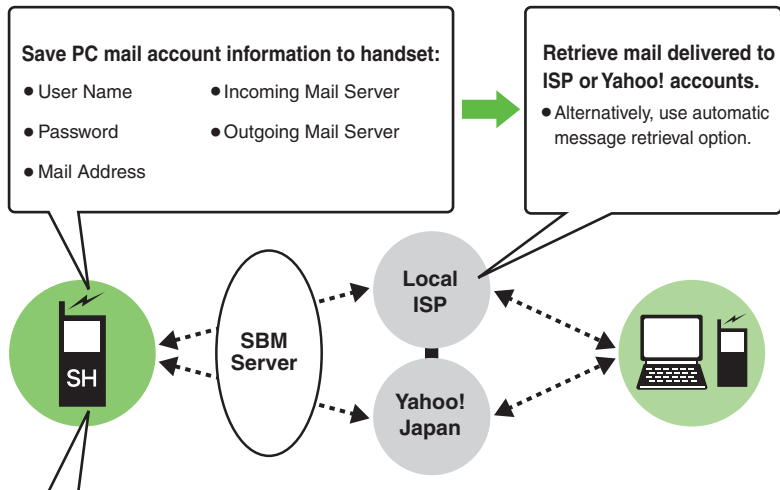 Save PC mail account information to handset:
● User Name
● Incoming Mail Server
● Password
● Outgoing Mail Server
● Mail Address
Retrieve mail delivered to
ISP or Yahoo! accounts.
● Alternatively, use automatic
message retrieval option.
SH
SBM
Server
Local
ISP
Yahoo!
Japan